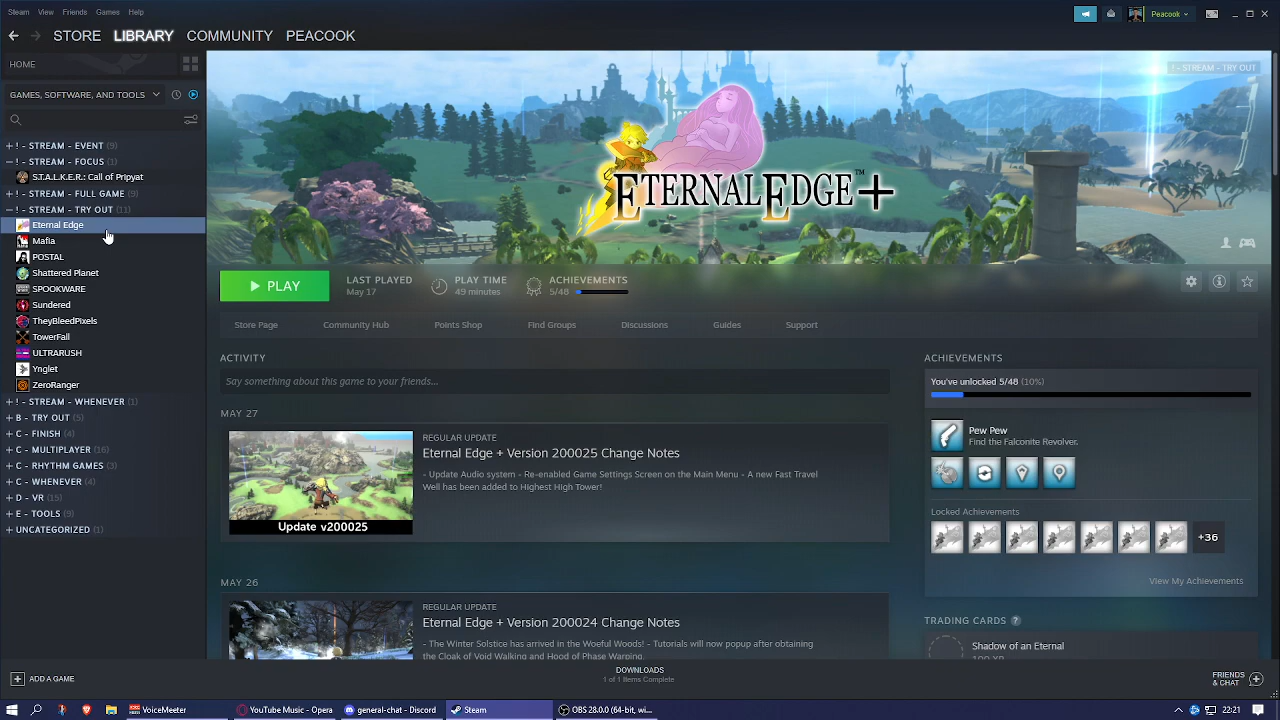 Steam View Friends Games Help
Peacook
STORE LIBRARY COMMUNITY PEACOOK
HOME
GAMES, SOFTWARE, AND TOOLS
+ ! - STREAM - EVENT (9)
— ! - STREAM - FOCUS (1)
S.T.A.L.K.E.R.: Call of Pripyat
+ ! - STREAM - FULL GAME (9)
— ! - STREAM - TRY OUT (11)
EternalEdge
Mafia
POSTAL
Shattered Planet
SPOOKWARE
Sundered
TheyBleedPixels
TowerFall
ULTRARUSH
Ynglet
ZeroRanger
+ ! - STREAM - WHENEVER (1)
+ B - TRY OUT (5)
+ C - FINISH (4)
+ C - MULTIPLAYER (16)
+ C - RHYTHM GAMES (3)
(4)
+ D - VR (15)
+ E - TOOLS (9)
+ UNCATEGORIZED (1)
! - STREAM - TRY OUT
ETERNALEDGE™+
PLAY
LAST PLAYED
May 17
PLAY TIME
49 minutes
ACHIEVEMENTS
5/48
Store Page Community Hub Points Shop Find Groups Discussions Guides Support
ACTIVITY
Say something about this game to your friends...
MAY 27
REGULAR UPDATE
Eternal Edge + Version 200025 Change Notes
- Update Audio system - Re-enabled Game Settings Screen on the Main Menu - A new Fast Travel
Well has been added to Highest High Tower!
Update v200025
MAY 26
REGULAR UPDATE
Eternal Edge + Version 200024 Change Notes
- The Winter Solstice has arrived in the Woeful Woods! - Tutorials will now popup after obtaining
the Cloak of Void Walking and Hood of Phase Warping.
ACHIEVEMENTS
You've unlocked 5/48 (10%)
Pew Pew
Find the Falconite Revolver.
Locked Achievements
+36
View My Achievements
TRADING CARDS ?
Shadow of an Eternal
100 XP
ADD A GAME
DOWNLOADS
1 of 1 Items Complete
FRIENDS
& CHAT
VoiceMeeter
YouTube Music - Opera
general-chat - Discord
Steam
OBS 28.0.0 (64-bit, wi...
22:21